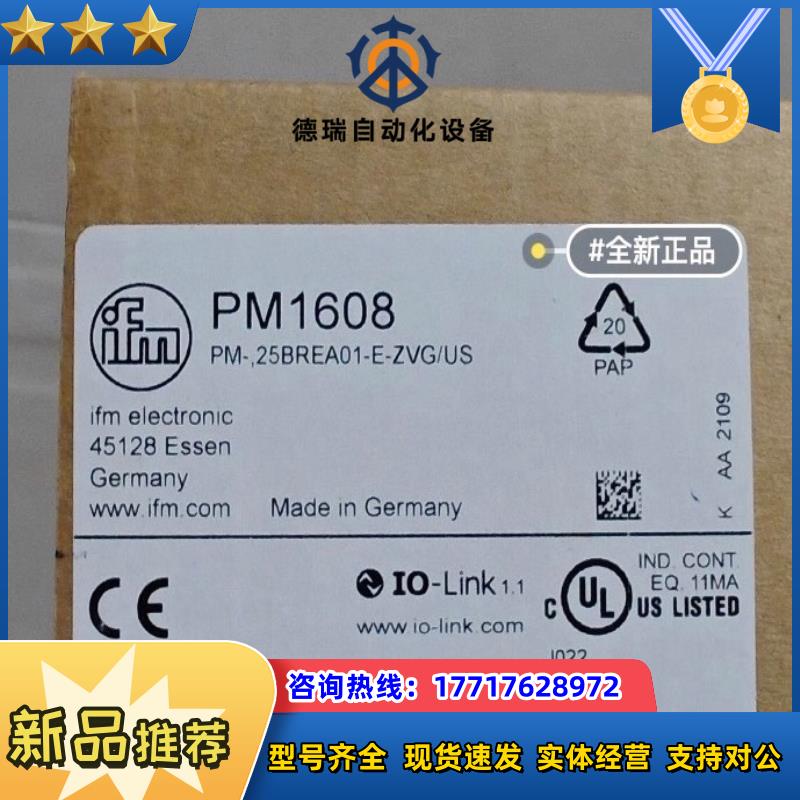 德瑞自动化设备
#全新正品
ifm
PM1608
PM-,25BREA01-E-ZVG/US
20
PAP
ifm electronic
45128 Essen
Germany
www.ifm.com
Made in Germany
K AA 2109
CE
IO-Link 1.1
www.io-link.com
C UL US LISTED
IND. CONT.
EQ. 11MA
咨询热线：17717628972
新品推荐
型号齐全 现货速发 实体经营 支持对公